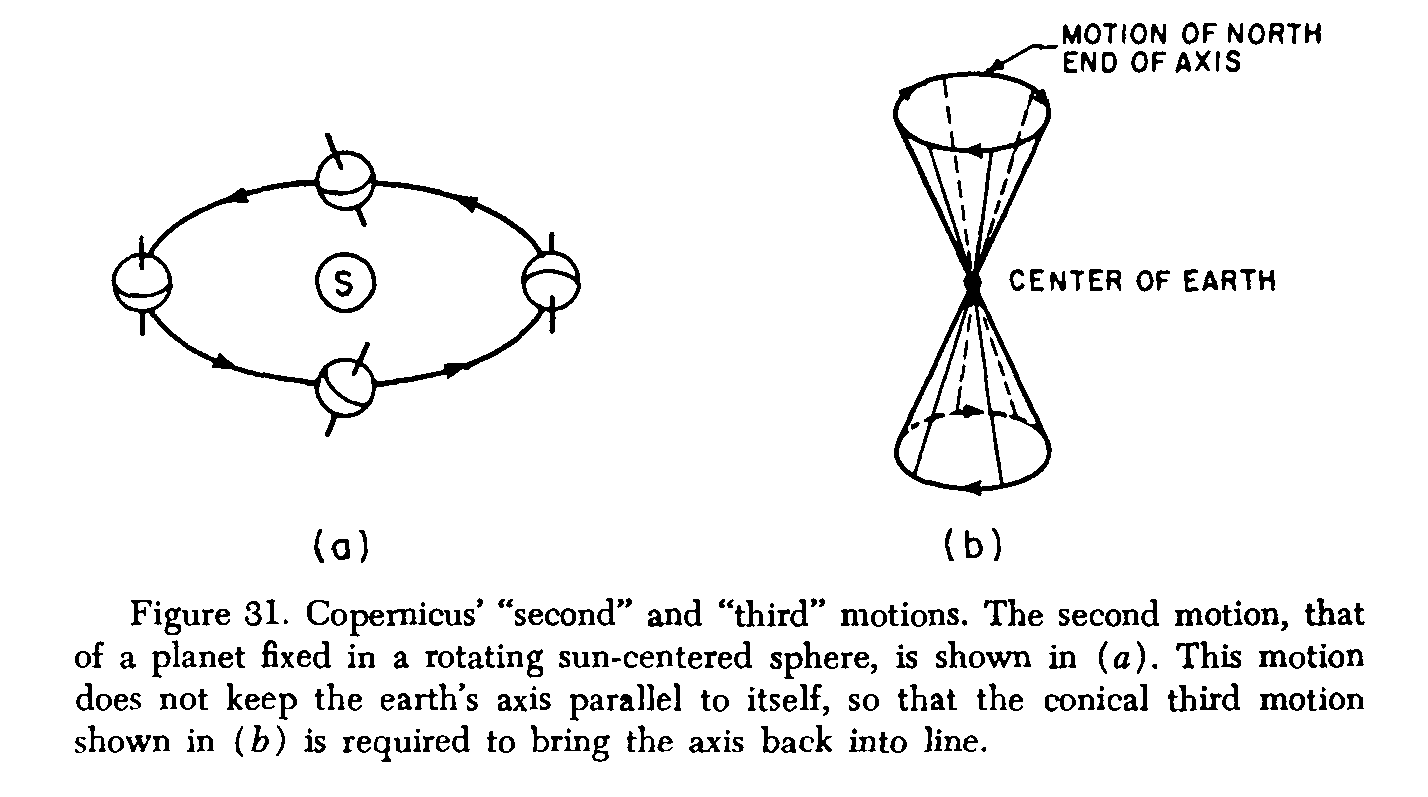 MOTION OF NORTH
END OF AXIS
S
CENTER OF EARTH
(a)
(b)
Figure 31. Copernicus' “second” and “third” motions. The second motion, that
of a planet fixed in a rotating sun-centered sphere, is shown in (a). This motion
does not keep the earth's axis parallel to itself, so that the conical third motion
shown in (b) is required to bring the axis back into line.